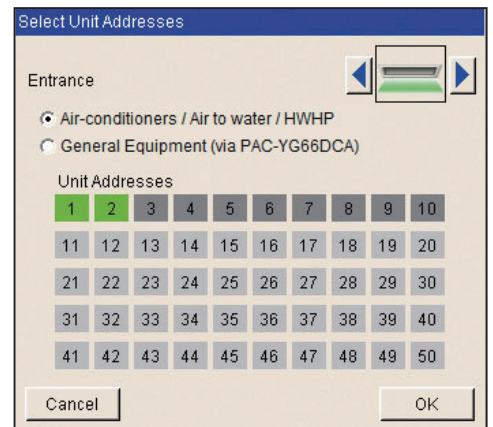 Select Unit Addresses
Entrance
Air-conditioners / Air to water / HWHP
General Equipment (via PAC-YG66DCA)
Unit Addresses
1 2 3 4 5 6 7 8 9 10
11 12 13 14 15 16 17 18 19 20
21 22 23 24 25 26 27 28 29 30
31 32 33 34 35 36 37 38 39 40
41 42 43 44 45 46 47 48 49 50
Cancel OK